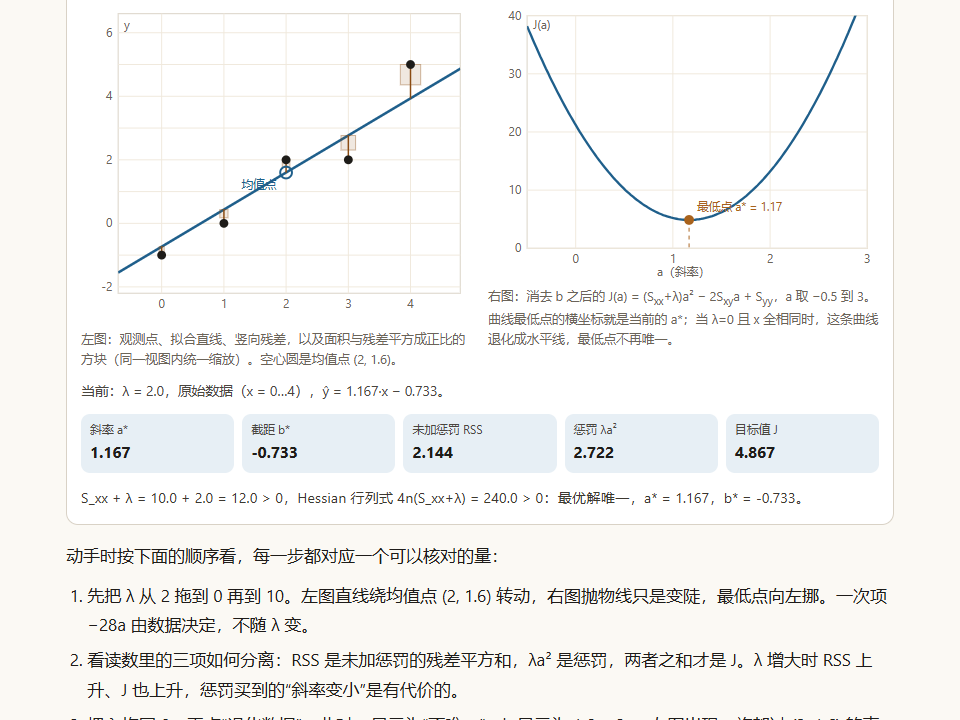 y
6
4
2
0
-2
0
1
2
3
4
均值点
J(a)
40
30
20
10
0
0
1
2
3
最低点 a* = 1.17
a（斜率）
左图：观测点、拟合直线、竖向残差，以及面积与残差平方成正比的
方块（同一视图内统一缩放）。空心圆是均值点 (2, 1.6)。
右图：消去 b 之后的 J(a) = (Sxx+λ)a² − 2Sxya + Syy，a 取 −0.5 到 3。
曲线最低点的横坐标就是当前的 a*；当 λ=0 且 x 全相同时，这条曲线
退化成水平线，最低点不再唯一。
当前：λ = 2.0，原始数据（x = 0…4），ŷ = 1.167·x − 0.733。
斜率 a*
1.167
截距 b*
-0.733
未加惩罚 RSS
2.144
惩罚 λa²
2.722
目标值 J
4.867
S_xx + λ = 10.0 + 2.0 = 12.0 > 0，Hessian 行列式 4n(S_xx+λ) = 240.0 > 0：最优解唯一，a* = 1.167，b* = -0.733。
动手时按下面的顺序看，每一步都对应一个可以核对的量：
1. 先把 λ 从 2 拖到 0 再到 10。左图直线绕均值点 (2, 1.6) 转动，右图抛物线只是变陡，最低点向左挪。一次项
−28a 由数据决定，不随 λ 变。
2. 看读数里的三项如何分离：RSS 是未加惩罚的残差平方和，λa² 是惩罚，两者之和才是 J。λ 增大时 RSS 上
升、J 也上升，惩罚买到的“斜率变小”是有代价的。